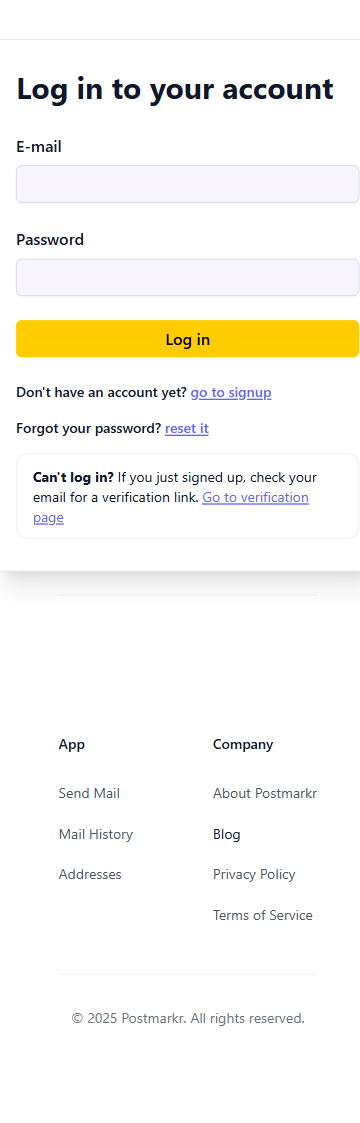 Log in to your account
E-mail
Password
Log in
Don't have an account yet? go to signup
Forgot your password? reset it
Can't log in? If you just signed up, check your
email for a verification link. Go to verification
page
App
Send Mail
Mail History
Addresses
Company
About Postmarkr
Blog
Privacy Policy
Terms of Service
© 2025 Postmarkr. All rights reserved.